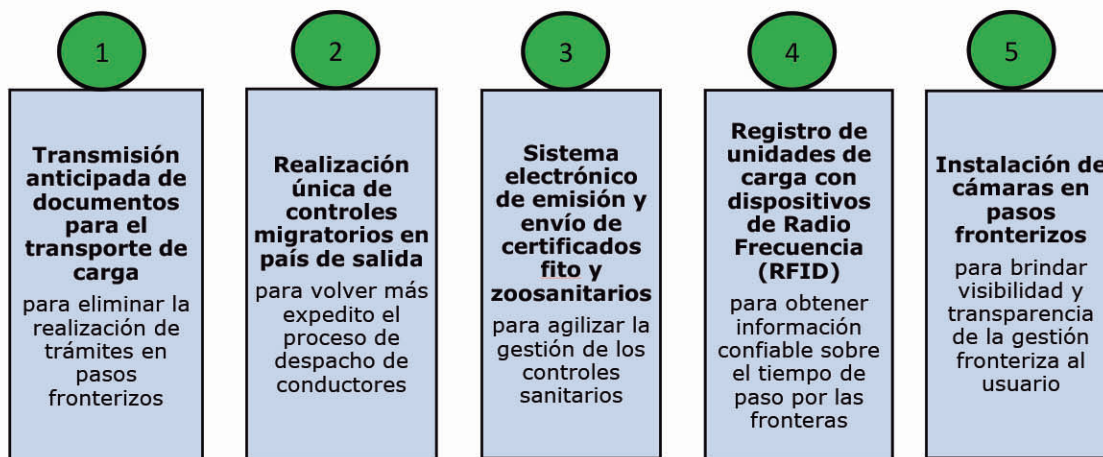 1
Transmisión
anticipada de
documentos
para el
transporte de
carga
para eliminar la
realización de
trámites en
pasos
fronterizos
2
Realización
única de
controles
migratorios en
país de salida
para volver más
expedito el
proceso de
despacho de
conductores
3
Sistema
electrónico
de emisión y
envío de
certificados
fito y
zoosanitarios
para agilizar la
gestión de los
controles
sanitarios
4
Registro de
unidades de
carga con
dispositivos
de Radio
Frecuencia
(RFID)
para obtener
información
confiable sobre
el tiempo de
paso por las
fronteras
5
Instalación de
cámaras en
pasos
fronterizos
para brindar
visibilidad y
transparencia
de la gestión
fronteriza al
usuario